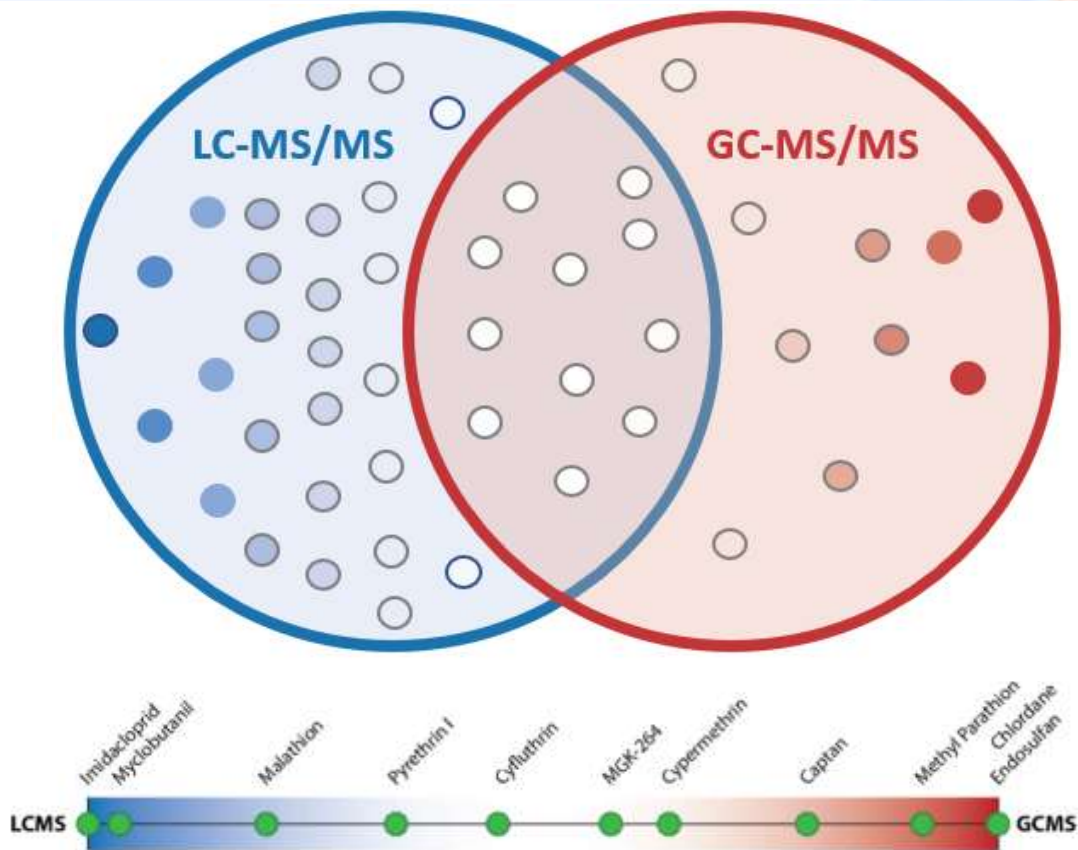 LC-MS/MS
GC-MS/MS
Imidacloprid
Myclobutanil
Malathion
Pyrethrin I
Cyfluthrin
MGK-264
Cypermethrin
Captan
Methyl Parathion
Chlordane
Endosulfan
LCMS
GCMS